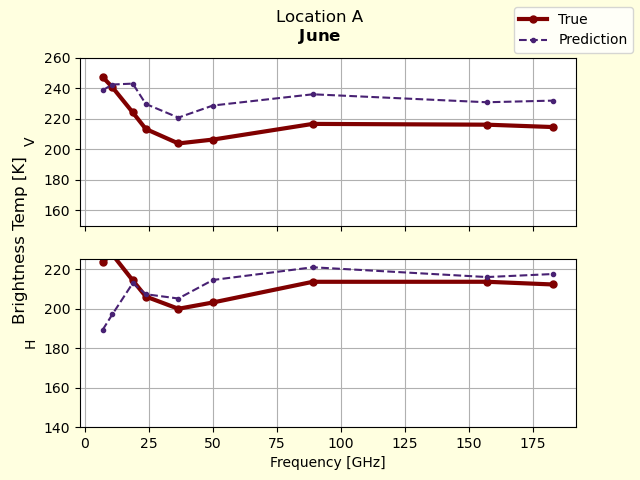 Location A
June
True
Prediction
260
240
220
200
180
160
V
Brightness Temp [K]
220
200
180
160
140
H
0 25 50 75 100 125 150 175
Frequency [GHz]